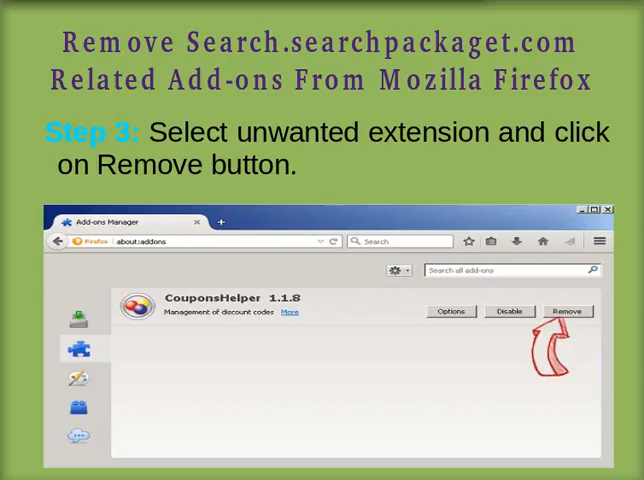 Remove Search.searchpackaget.com
Related Add-ons From Mozilla Firefox
Step 3: Select unwanted extension and click
on Remove button.
Add-ons Manager
Firefox about:addons
Search
Search all add-ons
CouponsHelper 1.1.8
Management of discount codes More
Options Disable Remove